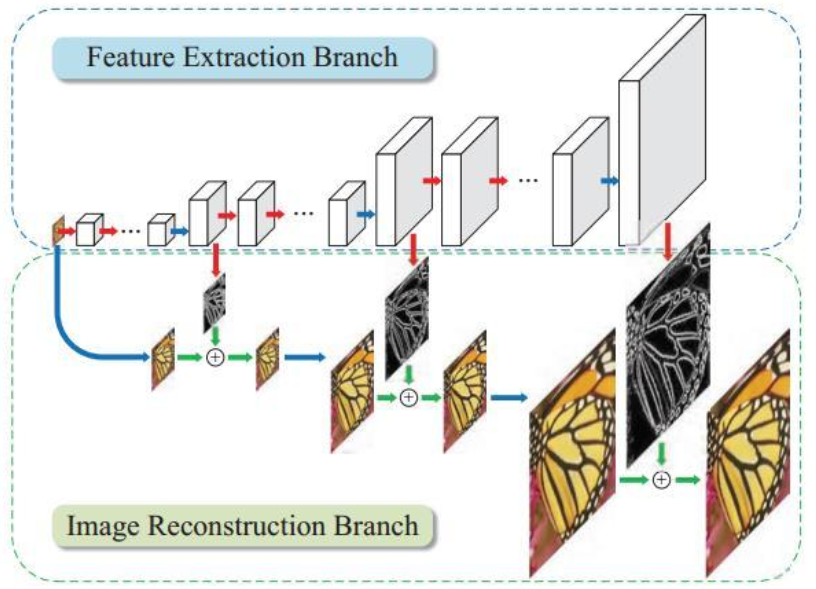 Feature Extraction Branch
Image Reconstruction Branch